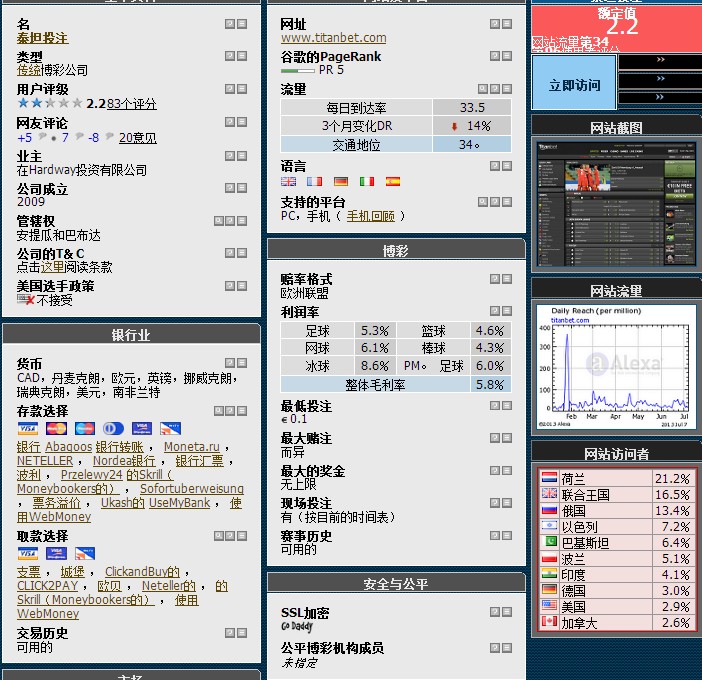 名
泰坦投注
类型
传统博彩公司
用户评级
2.2 83个评分
网友评论
+5 • 7 -8 20意见
业主
在Hardway投资有限公司
公司成立
2009
管辖权
安提瓜和巴布达
公司的T& C
点击这里阅读条款
美国选手政策
不接受
银行业
货币
CAD，丹麦克朗，欧元，英镑，挪威克朗，
瑞典克朗，美元，南非兰特
存款选择
银行 Abaqoos 银行转账， Moneta.ru ，
NETELLER ， Nordea银行 ， 银行汇票 ，
波利 ， Przelewy24 的Skrill（
Moneybookers的） ， Sofortuberweisung
， 票务溢价 ， Ukash的 UseMyBank ， 使
用WebMoney
取款选择
支票 ， 城堡 ， ClickandBuy的 ，
CLICK2PAY ， 欧贝 ， Neteller的 ， 的
Skrill（Moneybookers的） ， 使用
WebMoney
交易历史
可用的
网址
www.titanbet.com
谷歌的PageRank
PR 5
流量
每日到达率 33.5
3个月变化DR 14%
交通地位 34。
语言
支持的平台
PC，手机（ 手机回顾 ）
博彩
赔率格式
欧洲联盟
利润率
足球 5.3% 篮球 4.6%
网球 6.1% 棒球 4.3%
冰球 8.6% PM。 足球 6.0%
整体毛利率 5.8%
最低投注
€ 0.1
最大赌注
而异
最大的奖金
无上限
现场投注
有（按目前的时间表）
赛事历史
可用的
安全与公平
SSL加密
Go Daddy
公平博彩机构成员
未指定
额定值
2.2
网站流里第34
立即访问
网站截图
Titanbet
网站流量
Daily Reach (per million)
titanbet.com
400
300
200
100
0
Alexa
Feb Mar Apr May Jun Jul
©2013 Alexa 2013 Jul 7
网站访问者
荷兰 21.2%
联合王国 16.5%
俄国 13.4%
以色列 7.2%
巴基斯坦 6.4%
波兰 5.1%
印度 4.1%
德国 3.0%
美国 2.9%
加拿大 2.6%